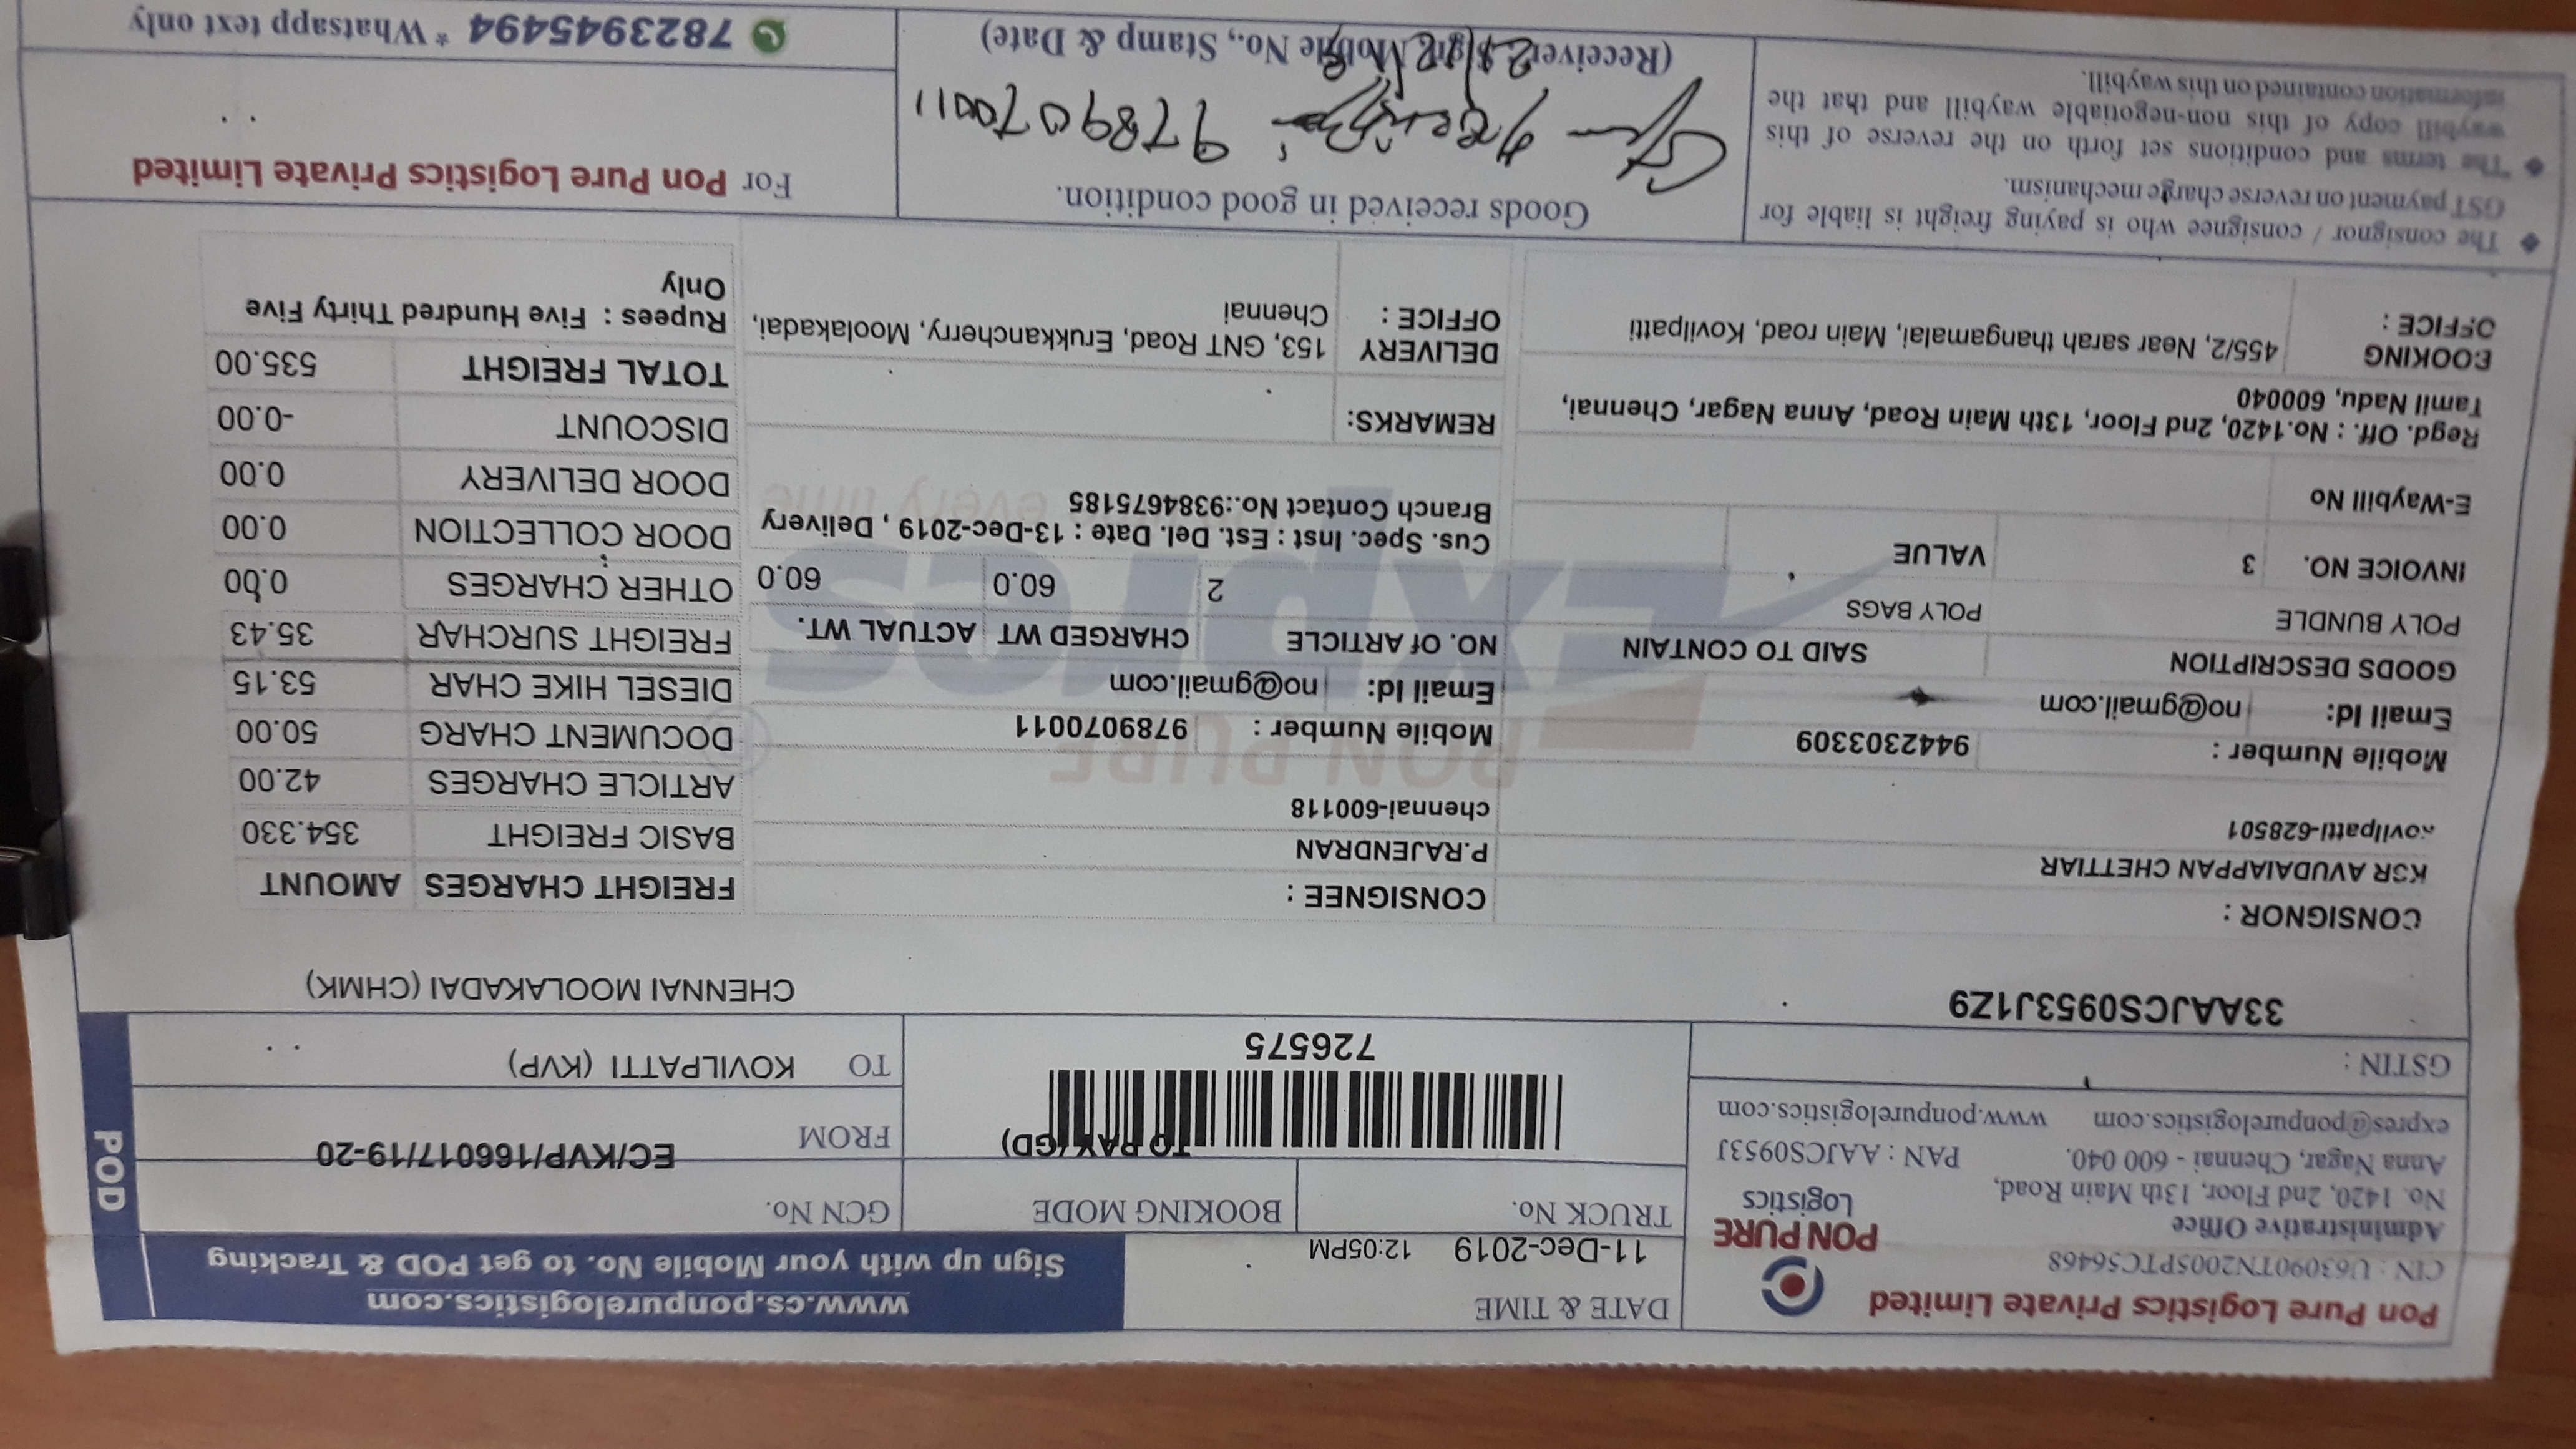 Pon Pure Logistics Private Limited
CIN : U63090TN2005PTC56468
Administrative Office
No. 1420, 2nd Floor, 13th Main Road,
Anna Nagar, Chennai - 600 040.
PAN : AAJCS0953J
expres@ponpurelogistics.com www.ponpurelogistics.com
PON PURE
Logistics
GSTIN :
33AAJCS0953J1Z9
DATE & TIME
11-Dec-2019 12:05PM
TRUCK No.
BOOKING MODE
TO PAY (GD)
726575
www.cs.ponpurelogistics.com
Sign up with your Mobile No. to get POD & Tracking
GCN No.
EC/KVP/166017/19-20
FROM
TO KOVILPATTI (KVP)
CHENNAI MOOLAKADAI (CHMK)
POD
CONSIGNOR :
KSR AVUDAIAPPAN CHETTIAR
kovilpatti-628501
Mobile Number : 9442303309
Email Id: no@gmail.com
GOODS DESCRIPTION SAID TO CONTAIN
POLY BUNDLE POLY BAGS
INVOICE NO. 3 VALUE
E-Waybill No
Regd. Off. : No.1420, 2nd Floor, 13th Main Road, Anna Nagar, Chennai,
Tamil Nadu, 600040
BOOKING OFFICE : 455/2, Near sarah thangamalai, Main road, Kovilpatti
CONSIGNEE :
P.RAJENDRAN
chennai-600118
Mobile Number : 9789070011
Email Id: no@gmail.com
NO. Of ARTICLE CHARGED WT ACTUAL WT.
2 60.0 60.0
Cus. Spec. Inst : Est. Del. Date : 13-Dec-2019 , Delivery
Branch Contact No.:9384675185
REMARKS:
DELIVERY OFFICE : 153, GNT Road, Erukkancherry, Moolakadai,
Chennai
FREIGHT CHARGES AMOUNT
BASIC FREIGHT 354.330
ARTICLE CHARGES 42.00
DOCUMENT CHARG 50.00
DIESEL HIKE CHAR 53.15
FREIGHT SURCHAR 35.43
OTHER CHARGES 0.00
DOOR COLLECTION 0.00
DOOR DELIVERY 0.00
DISCOUNT -0.00
TOTAL FREIGHT 535.00
Rupees : Five Hundred Thirty Five
Only
PON PURE
Expres
every time
The consignor / consignee who is paying freight is liable for
GST payment on reverse charge mechanism.
The terms and conditions set forth on the reverse of this
waybill copy of this non-negotiable waybill and that the
information contained on this waybill.
Goods received in good condition.
9789070011
(Receiver Sign, Mobile No., Stamp & Date)
For Pon Pure Logistics Private Limited
7823945494 * Whatsapp text only